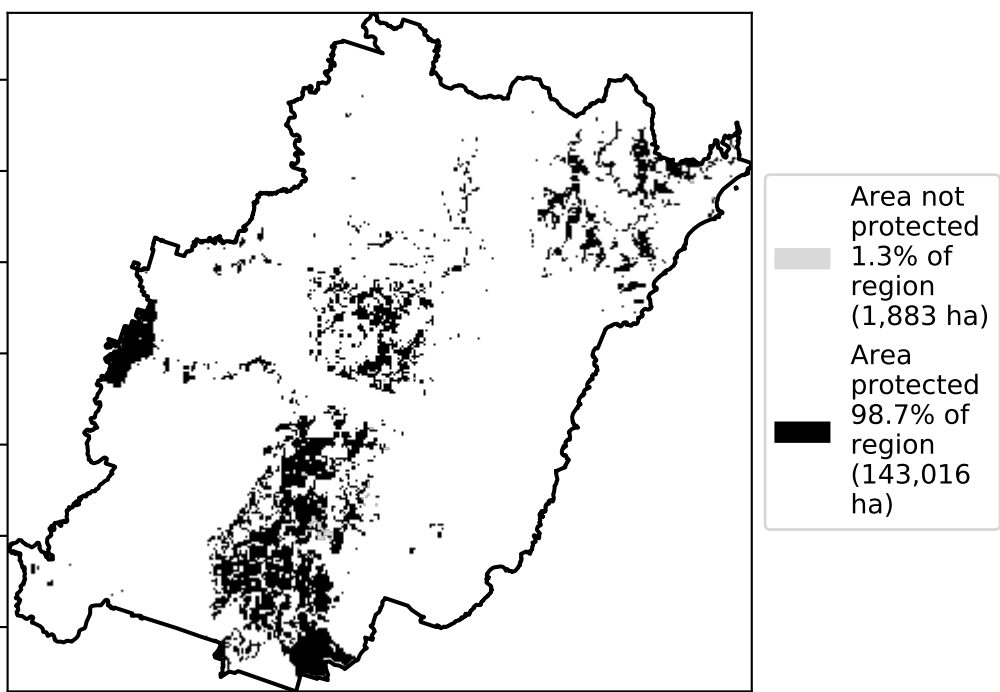 Area not
protected
1.3% of
region
(1,883 ha)
Area
protected
98.7% of
region
(143,016
ha)